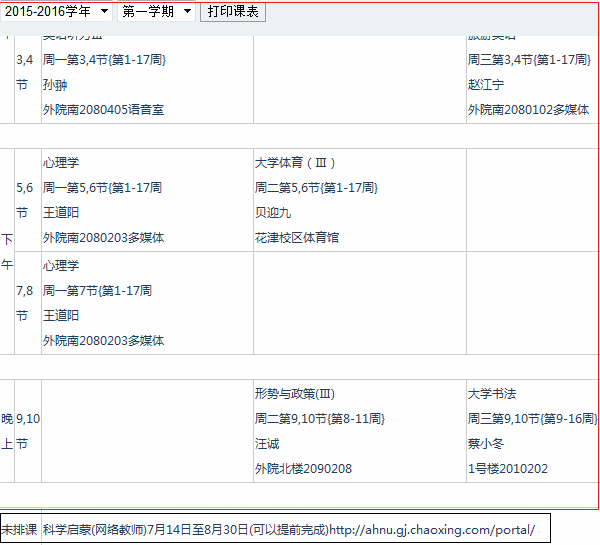 2015-2016学年 第一学期 打印课表
3,4
节
周一第3,4节{第1-17周}
孙翀
外院南2080405语音室
周三第3,4节{第1-17周}
赵江宁
外院南2080102多媒体
下
午
5,6
节
心理学
周一第5,6节{第1-17周
王道阳
外院南2080203多媒体
大学体育（Ⅲ）
周二第5,6节{第1-17周}
贝迎九
花津校区体育馆
7,8
节
心理学
周一第7节{第1-17周
王道阳
外院南2080203多媒体
晚
上
9,10
节
形势与政策(Ⅲ)
周二第9,10节{第8-11周}
汪诚
外院北楼2090208
大学书法
周三第9,10节{第9-16周}
蔡小冬
1号楼2010202
未排课 科学启蒙(网络教师)7月14日至8月30日(可以提前完成)http://ahnu.gj.chaoxing.com/portal/